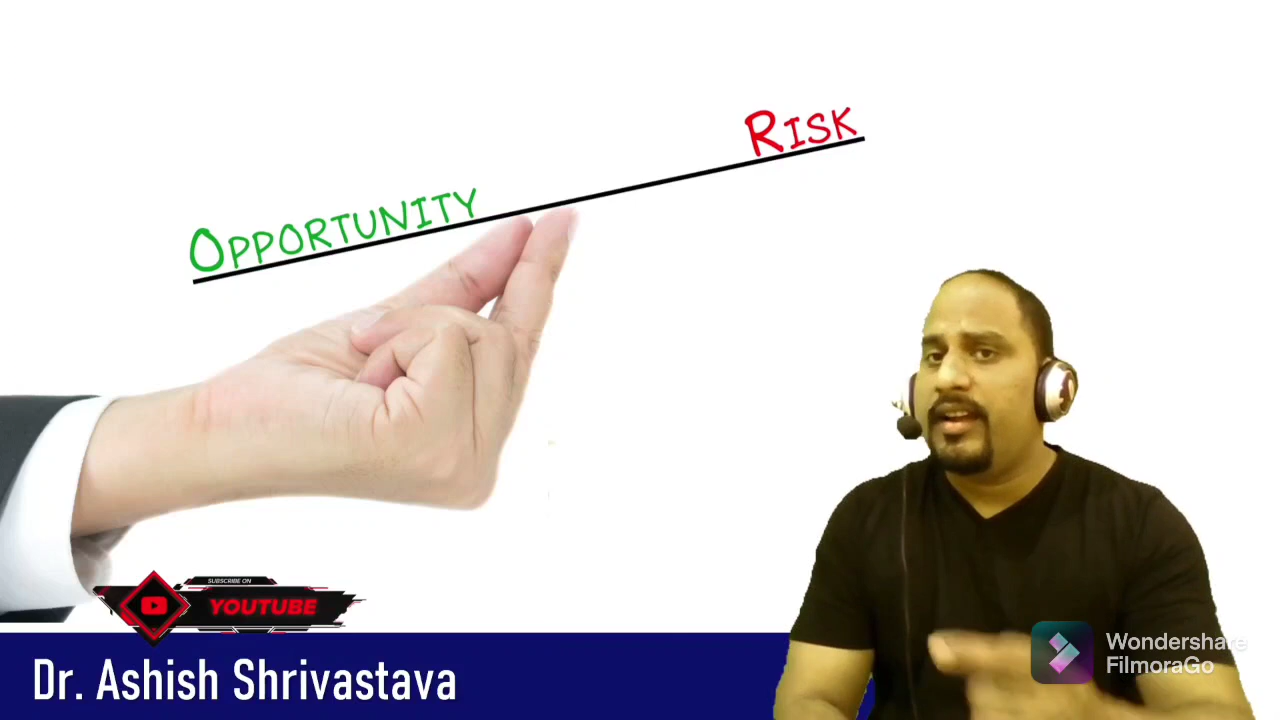 RISK
OPPORTUNITY
SUBSCRIBE ON
YOUTUBE
Dr. Ashish Shrivastava
Wondershare
FilmoraGo